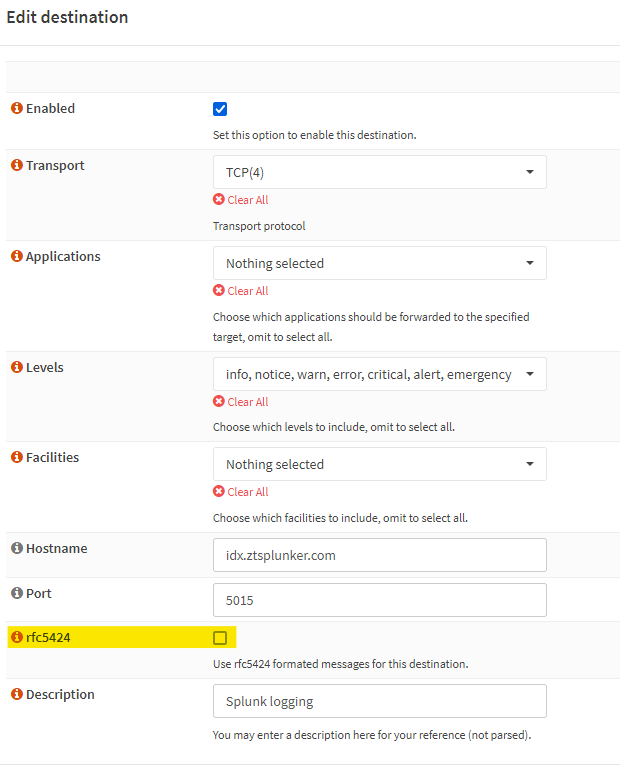 Edit destination
Enabled
Set this option to enable this destination.
Transport
TCP(4)
Clear All
Transport protocol
Applications
Nothing selected
Clear All
Choose which applications should be forwarded to the specified
target, omit to select all.
Levels
info, notice, warn, error, critical, alert, emergency
Clear All
Choose which levels to include, omit to select all.
Facilities
Nothing selected
Clear All
Choose which facilities to include, omit to select all.
Hostname
idx.ztsplunker.com
Port
5015
rfc5424
Use rfc5424 formated messages for this destination.
Description
Splunk logging
You may enter a description here for your reference (not parsed).